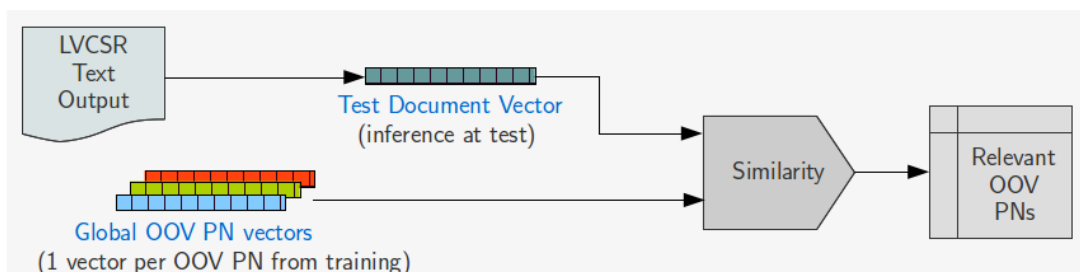 LVCSR
Text
Output
Test Document Vector
(inference at test)
Global OOV PN vectors
(1 vector per OOV PN from training)
Similarity
Relevant
OOV
PNs